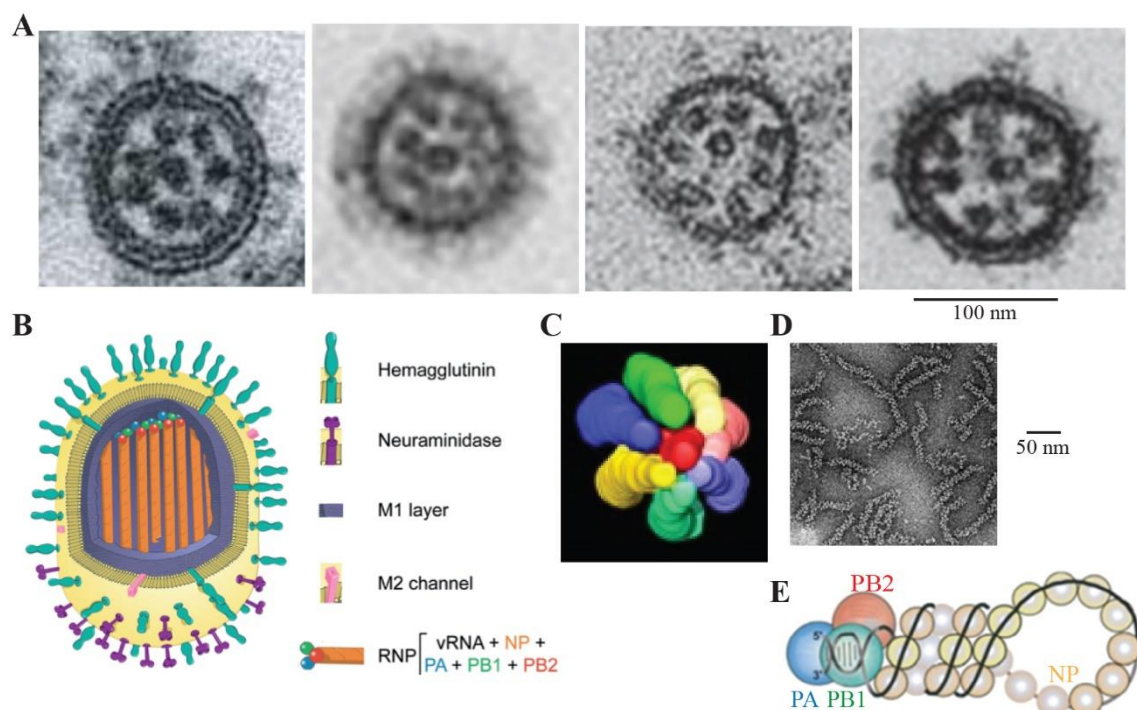 A
100 nm
B
Hemagglutinin
Neuraminidase
M1 layer
M2 channel
RNP
vRNA + NP +
PA + PB1 + PB2
C
D
50 nm
E
PB2
5'
3'
PA
PB1
NP